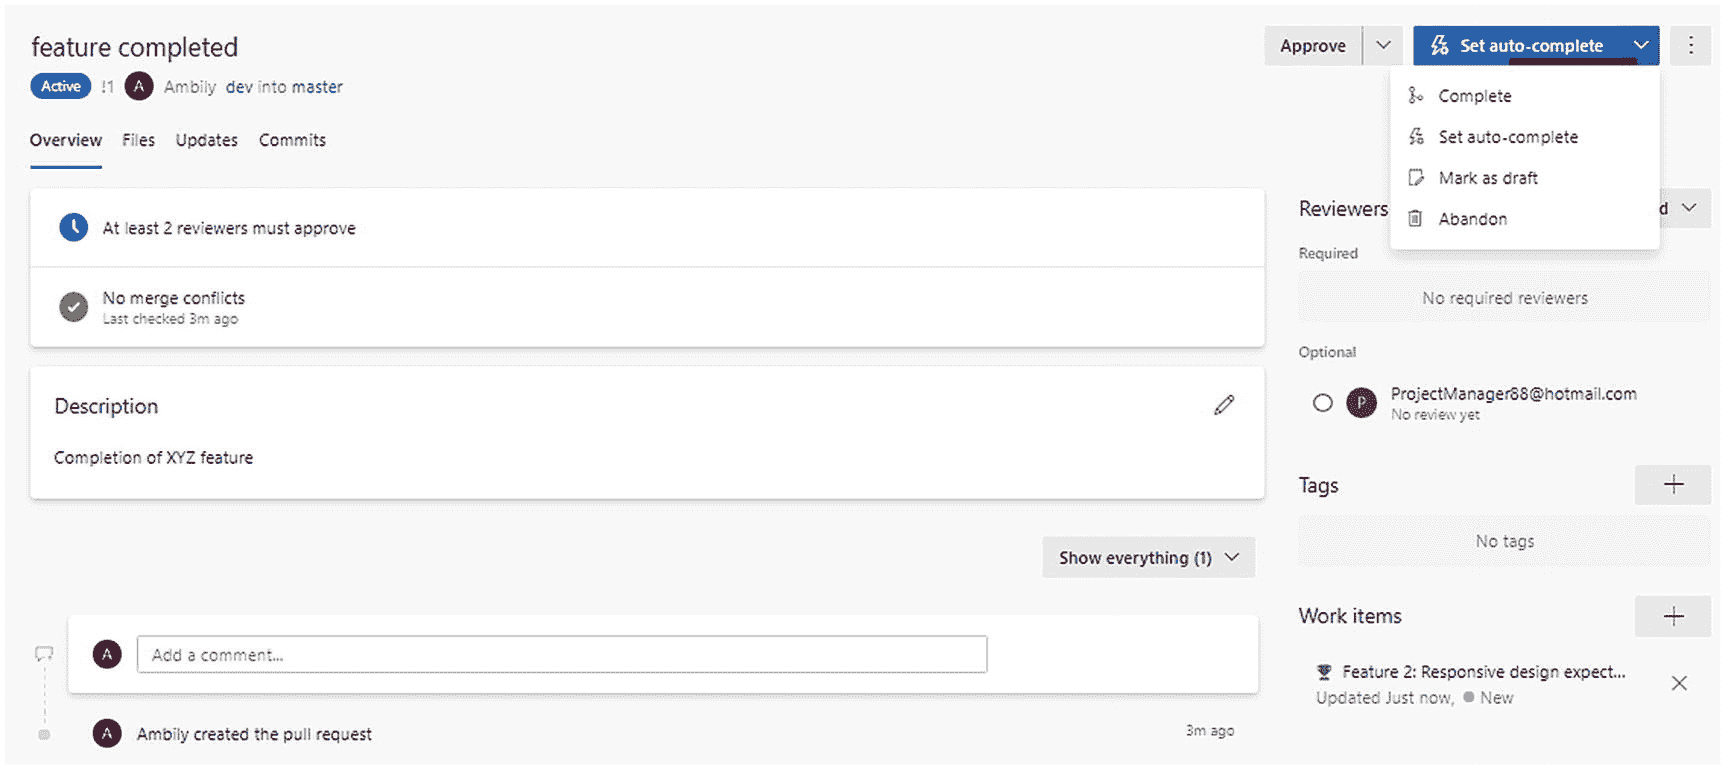 feature completed
Approve
Set auto-complete
Active !1 A Ambily dev into master
Complete
Set auto-complete
Mark as draft
Abandon
Overview Files Updates Commits
At least 2 reviewers must approve
No merge conflicts
Last checked 3m ago
Description
Completion of XYZ feature
Show everything (1)
A Add a comment...
A Ambily created the pull request 3m ago
Reviewers d
Required
No required reviewers
Optional
P ProjectManager88@hotmail.com
No review yet
Tags
No tags
Work items
Feature 2: Responsive design expect...
Updated Just now, New